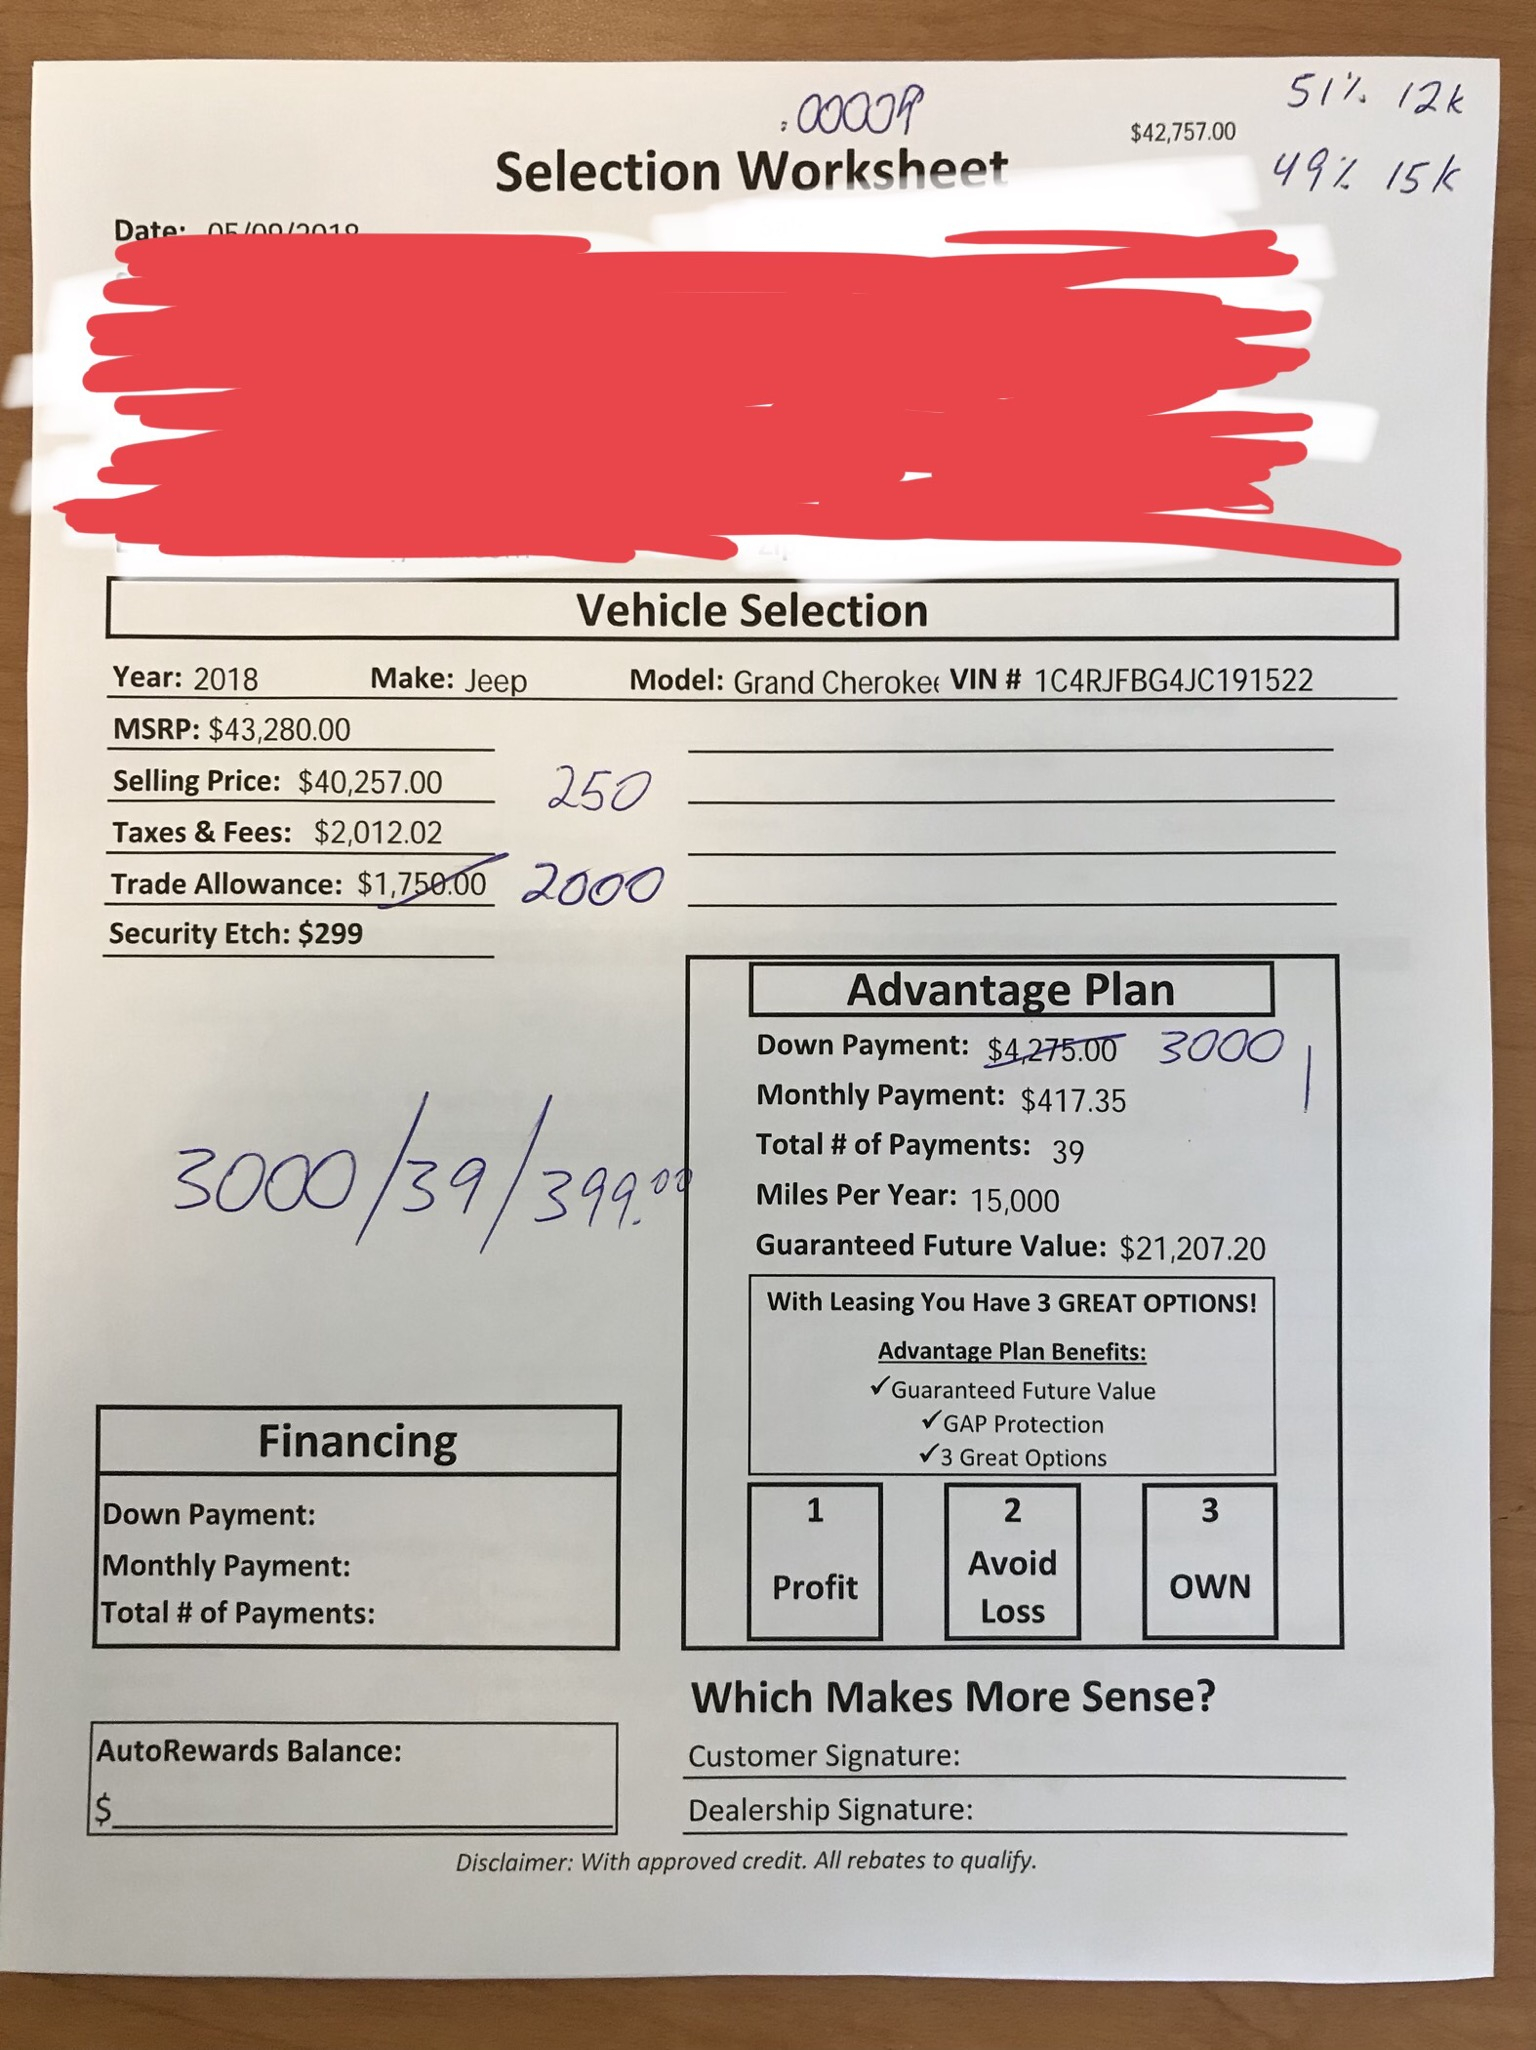 .00009
51% 12k
$42,757.00
49% 15k
Selection Worksheet
Date: 05/09/2018
Vehicle Selection
Year: 2018 Make: Jeep Model: Grand Cherokee VIN # 1C4RJFBG4JC191522
MSRP: $43,280.00
Selling Price: $40,257.00 250
Taxes & Fees: $2,012.02
Trade Allowance: $1,750.00 2000
Security Etch: $299
Advantage Plan
Down Payment: $4,275.00 3000
Monthly Payment: $417.35
Total # of Payments: 39
Miles Per Year: 15,000
Guaranteed Future Value: $21,207.20
3000/39/399.00
With Leasing You Have 3 GREAT OPTIONS!
Advantage Plan Benefits:
✓Guaranteed Future Value
✓GAP Protection
✓3 Great Options
1
Profit
2
Avoid
Loss
3
OWN
Financing
Down Payment:
Monthly Payment:
Total # of Payments:
Which Makes More Sense?
AutoRewards Balance:
$
Customer Signature:
Dealership Signature:
Disclaimer: With approved credit. All rebates to qualify.